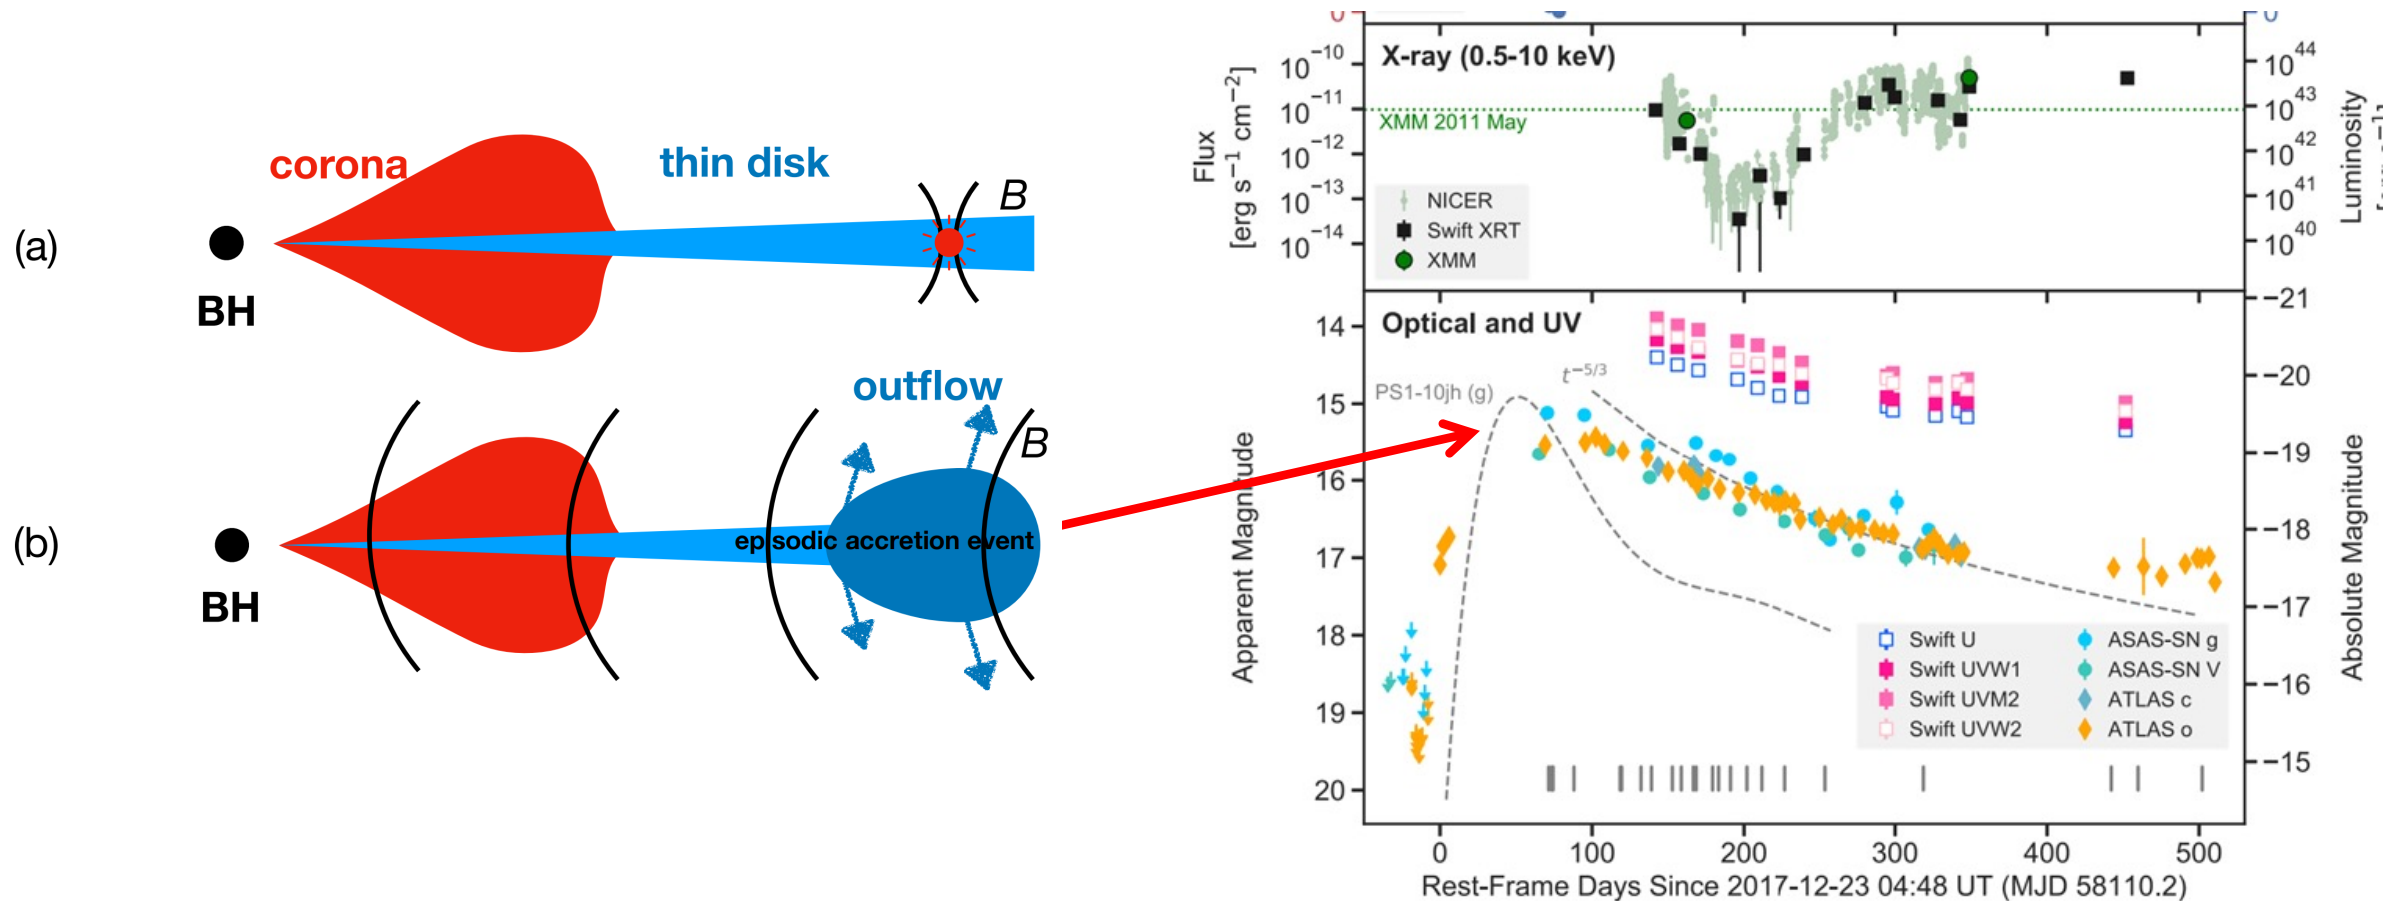 (a)
corona
thin disk
B
BH
(b)
outflow
B
episodic accretion event
BH
0
0
X-ray (0.5-10 keV)
Flux
[erg s⁻¹ cm⁻²]
10⁻¹⁰
10⁻¹¹
10⁻¹²
10⁻¹³
10⁻¹⁴
XMM 2011 May
NICER
Swift XRT
XMM
10⁴⁴
10⁴³
10⁴²
10⁴¹
10⁴⁰
Luminosity
Optical and UV
PS1-10jh (g)
t⁻⁵/³
Apparent Magnitude
14
15
16
17
18
19
20
−21
−20
−19
−18
−17
−16
−15
Absolute Magnitude
Swift U
Swift UVW1
Swift UVM2
Swift UVW2
ASAS-SN g
ASAS-SN V
ATLAS c
ATLAS o
0 100 200 300 400 500
Rest-Frame Days Since 2017-12-23 04:48 UT (MJD 58110.2)